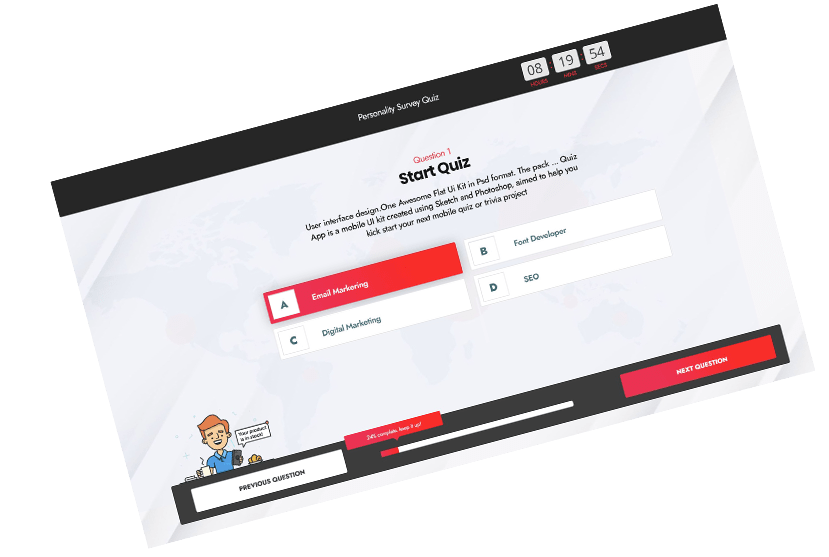 Personality Survey Quiz
08 : 19 : 54
HOURS MINS SECS
Question 1
Start Quiz
User interface design.One Awesome Flat Ui Kit in Psd format. The pack ... Quiz
App is a mobile UI kit created using Sketch and Photoshop, aimed to help you
kick start your next mobile quiz or trivia project
A Email Markering
B Font Developer
C Digital Marketing
D SEO
Your product
is in stock!
24% complete. keep it up!
PREVIOUS QUESTION
NEXT QUESTION